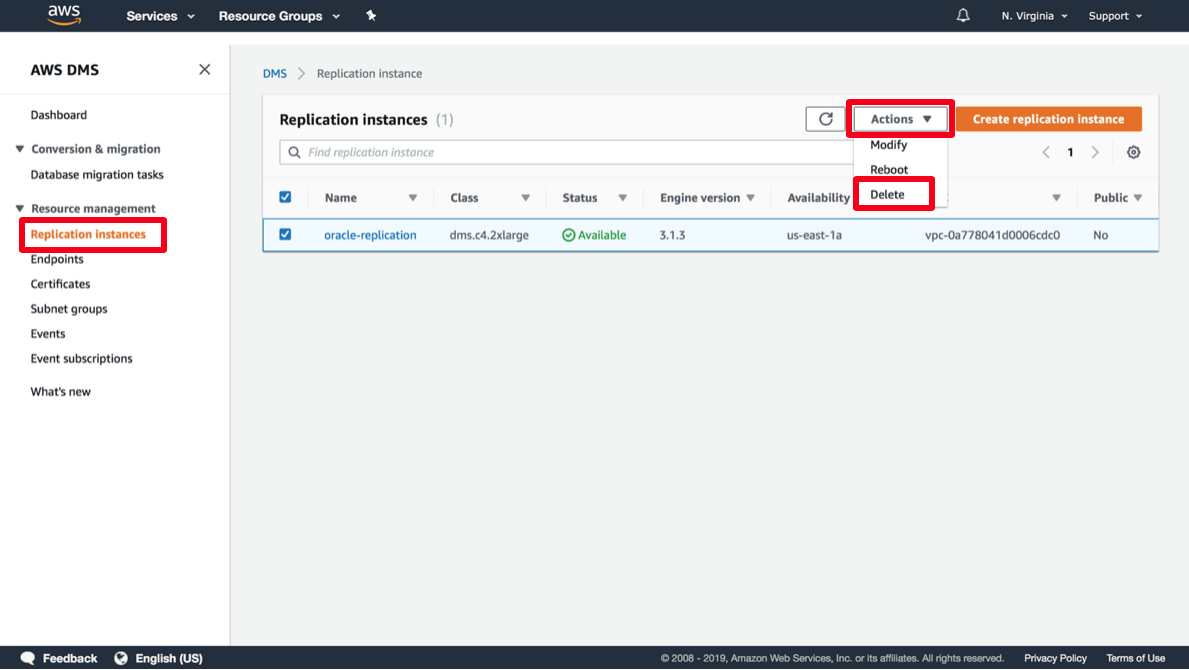 aws Services Resource Groups N. Virginia Support
AWS DMS
Dashboard
Conversion & migration
Database migration tasks
Resource management
Replication instances
Endpoints
Certificates
Subnet groups
Events
Event subscriptions
What's new
DMS Replication instance
Replication instances (1) Actions Create replication instance
Find replication instance 1
Modify
Reboot
Delete
Name Class Status Engine version Availability Public
oracle-replication dms.c4.2xlarge Available 3.1.3 us-east-1a vpc-0a778041d0006cdc0 No
Feedback English (US) © 2008 - 2019, Amazon Web Services, Inc. or its affiliates. All rights reserved. Privacy Policy Terms of Use